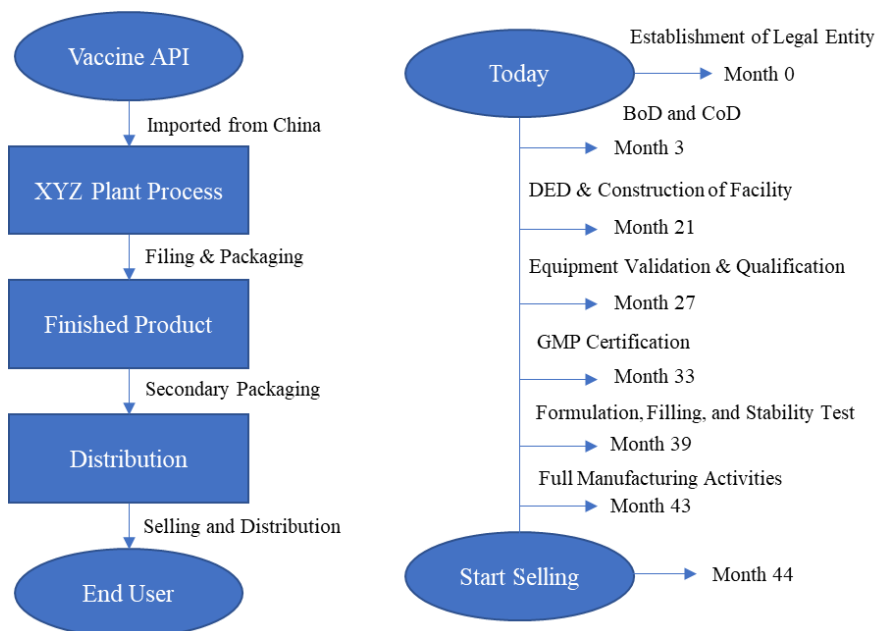 Vaccine API
Imported from China
XYZ Plant Process
Filing & Packaging
Finished Product
Secondary Packaging
Distribution
Selling and Distribution
End User
Establishment of Legal Entity
Today
Month 0
BoD and CoD
Month 3
DED & Construction of Facility
Month 21
Equipment Validation & Qualification
Month 27
GMP Certification
Month 33
Formulation, Filling, and Stability Test
Month 39
Full Manufacturing Activities
Month 43
Start Selling
Month 44